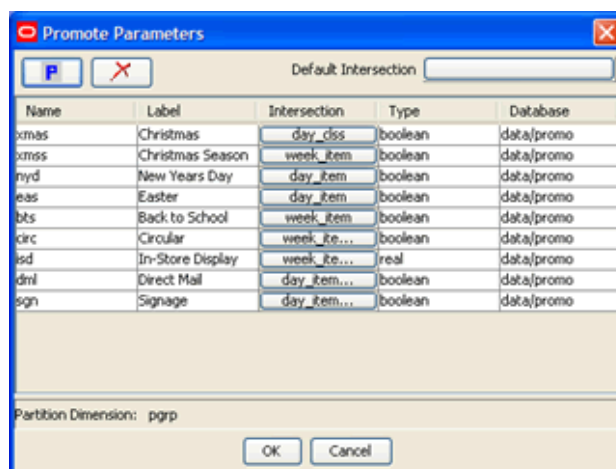 Promote Parameters
P Default Intersection
Name Label Intersection Type Database
xmas Christmas day_clss boolean data/promo
xmss Christmas Season week_item boolean data/promo
nyd New Years Day day_item boolean data/promo
eas Easter day_item boolean data/promo
bts Back to School week_item boolean data/promo
circ Circular week_ite... boolean data/promo
isd In-Store Display week_ite... real data/promo
dml Direct Mail day_item... boolean data/promo
sgn Signage day_item... boolean data/promo
Partition Dimension: pgrp
OK Cancel